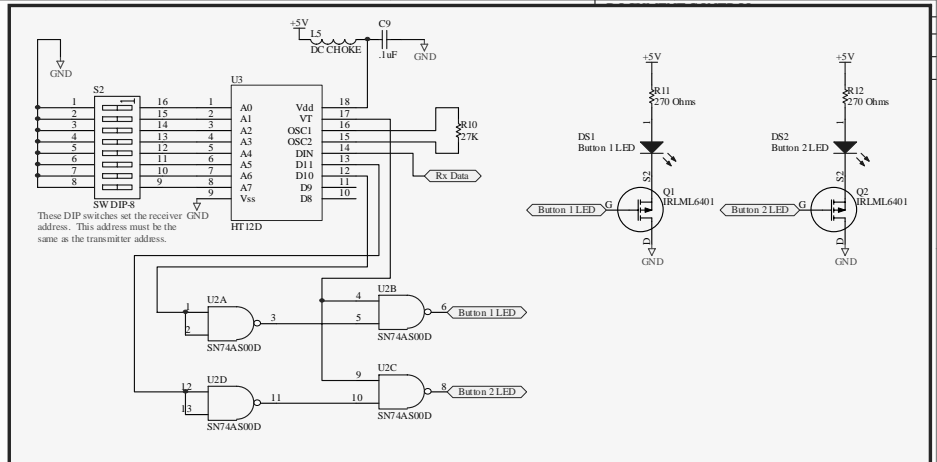 +5V
L5
DC CHOKE
C9
.1uF
GND
GND
S2
1 16
2 15
3 14
4 13
5 12
6 11
7 10
8 9
SW DIP-8
These DIP switches set the receiver
address. This address must be the
same as the transmitter address.
GND
U3
1 A0 Vdd 18
2 A1 VT 17
3 A2 OSC1 16
4 A3 OSC2 15
5 A4 DIN 14
6 A5 D11 13
7 A6 D10 12
8 A7 D9 11
9 Vss D8 10
HT12D
R10
27K
Rx Data
+5V
R11
270 Ohms
1
DS1
Button 1 LED
S2
Q1
IRLML6401
Button 1 LED
G
D
GND
+5V
R12
270 Ohms
1
DS2
Button 2 LED
S2
Q2
IRLML6401
Button 2 LED
G
D
GND
U2A
1
2
3
SN74AS00D
U2B
4
5
6
Button 1 LED
SN74AS00D
U2D
12
13
11
SN74AS00D
U2C
9
10
8
Button 2 LED
SN74AS00D